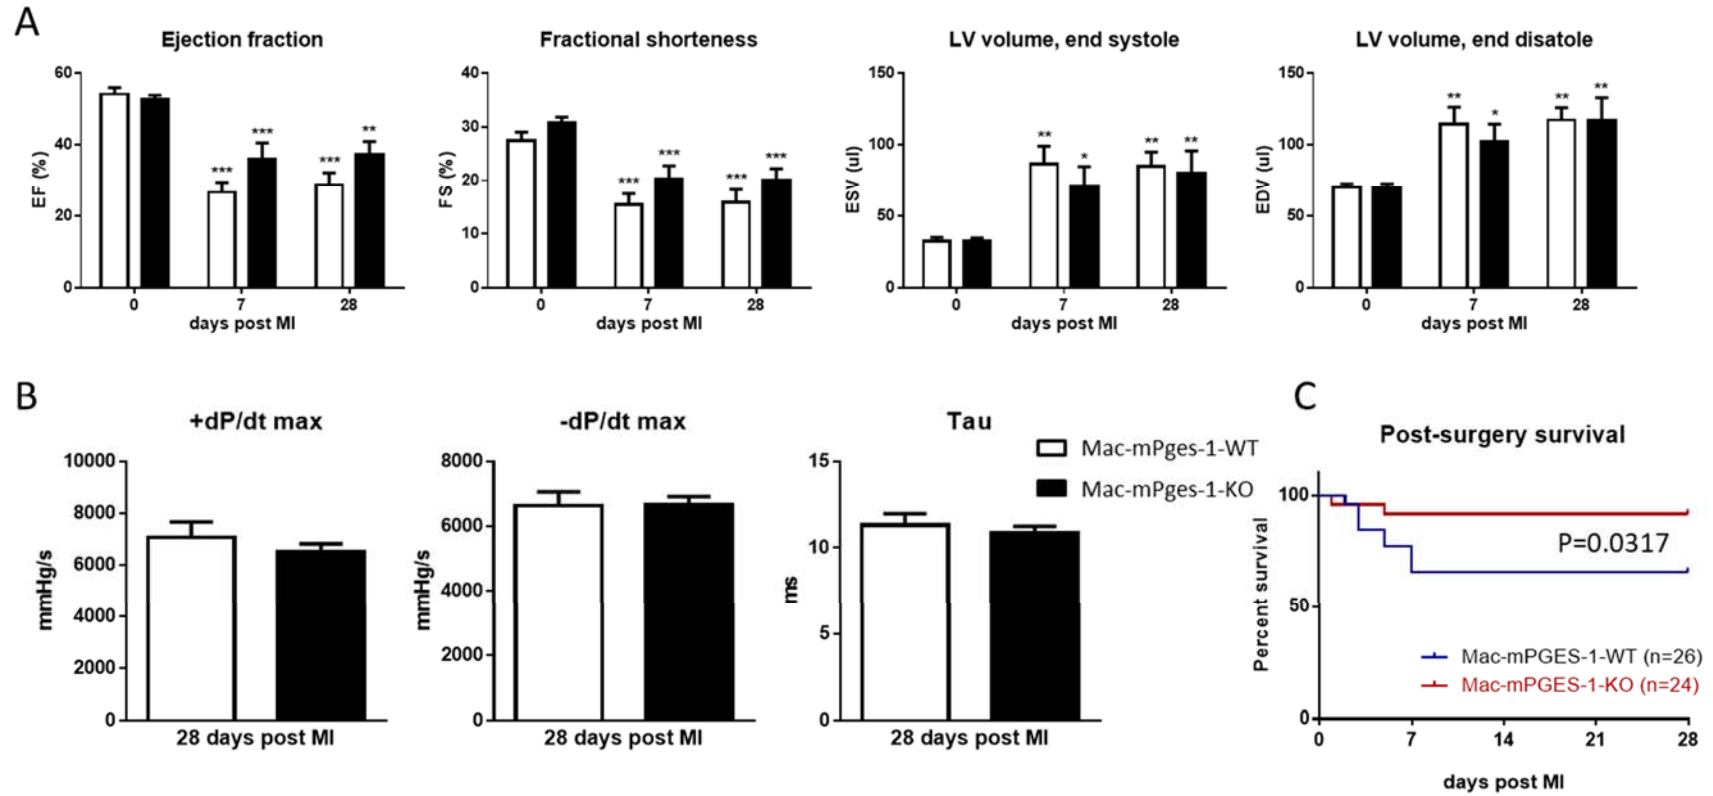 A
Ejection fraction
60
40
20
0
EF (%)
***
***
***
**
0 7 28
days post MI
Fractional shorteness
40
30
20
10
0
FS (%)
***
***
***
***
0 7 28
days post MI
LV volume, end systole
150
100
50
0
ESV (ul)
**
*
**
**
0 7 28
days post MI
LV volume, end disatole
150
100
50
0
EDV (ul)
**
*
**
**
0 7 28
days post MI
B
+dP/dt max
10000
8000
6000
4000
2000
0
mmHg/s
28 days post MI
-dP/dt max
8000
6000
4000
2000
0
mmHg/s
28 days post MI
Tau
15
10
5
0
ms
28 days post MI
Mac-mPges-1-WT
Mac-mPges-1-KO
C
Post-surgery survival
100
50
0
Percent survival
P=0.0317
Mac-mPGES-1-WT (n=26)
Mac-mPGES-1-KO (n=24)
0 7 14 21 28
days post MI